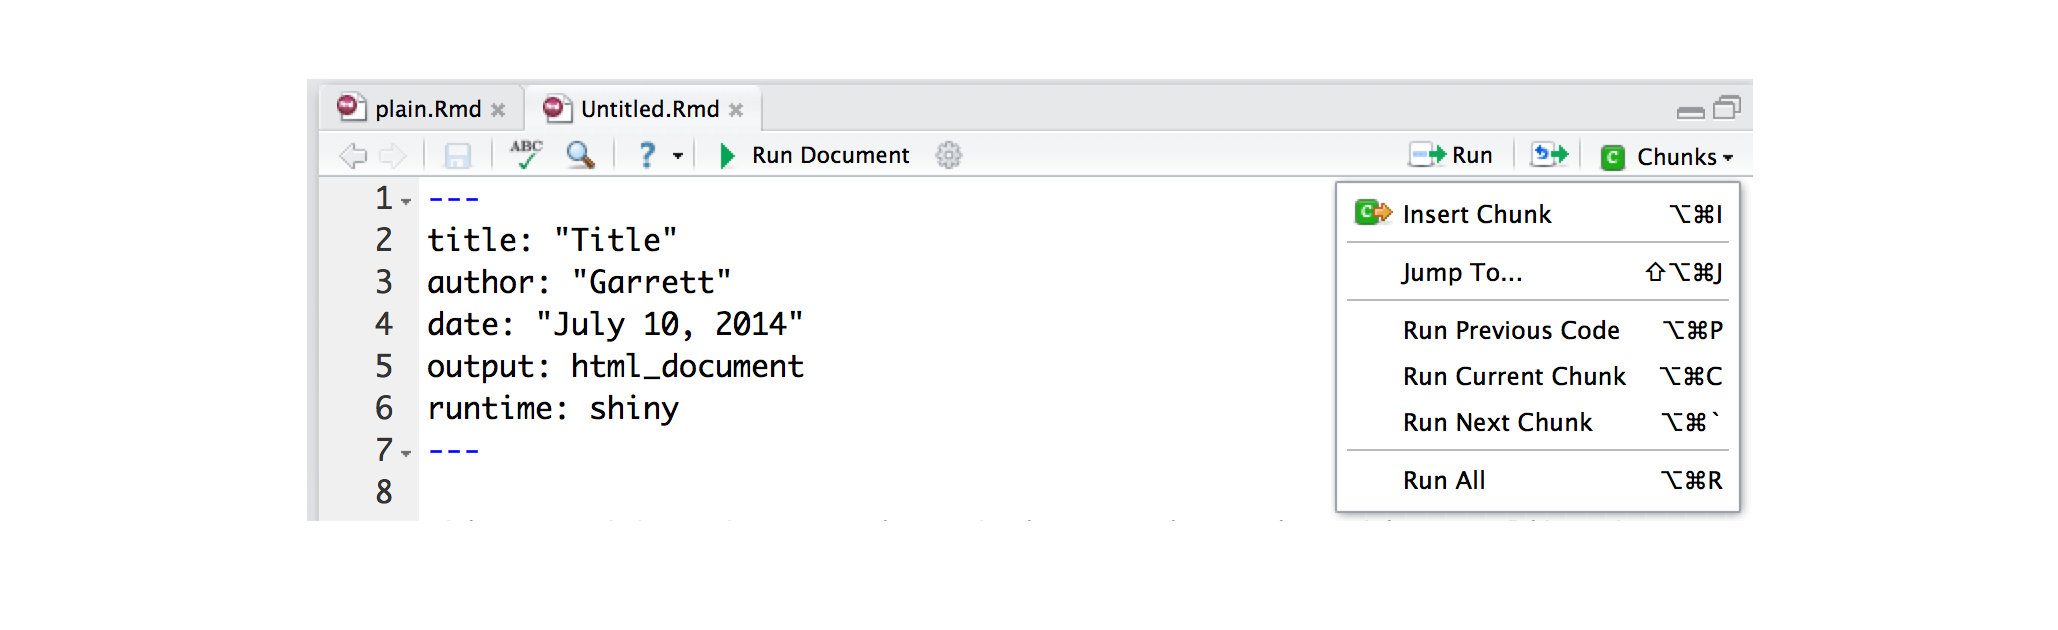 plain.Rmd Untitled.Rmd
ABC ? Run Document Run C Chunks
1 ---
2 title: "Title"
3 author: "Garrett"
4 date: "July 10, 2014"
5 output: html_document
6 runtime: shiny
7 ---
8
C Insert Chunk ⌥⌘I
Jump To... ⇧⌥⌘J
Run Previous Code ⌥⌘P
Run Current Chunk ⌥⌘C
Run Next Chunk ⌥⌘`
Run All ⌥⌘R